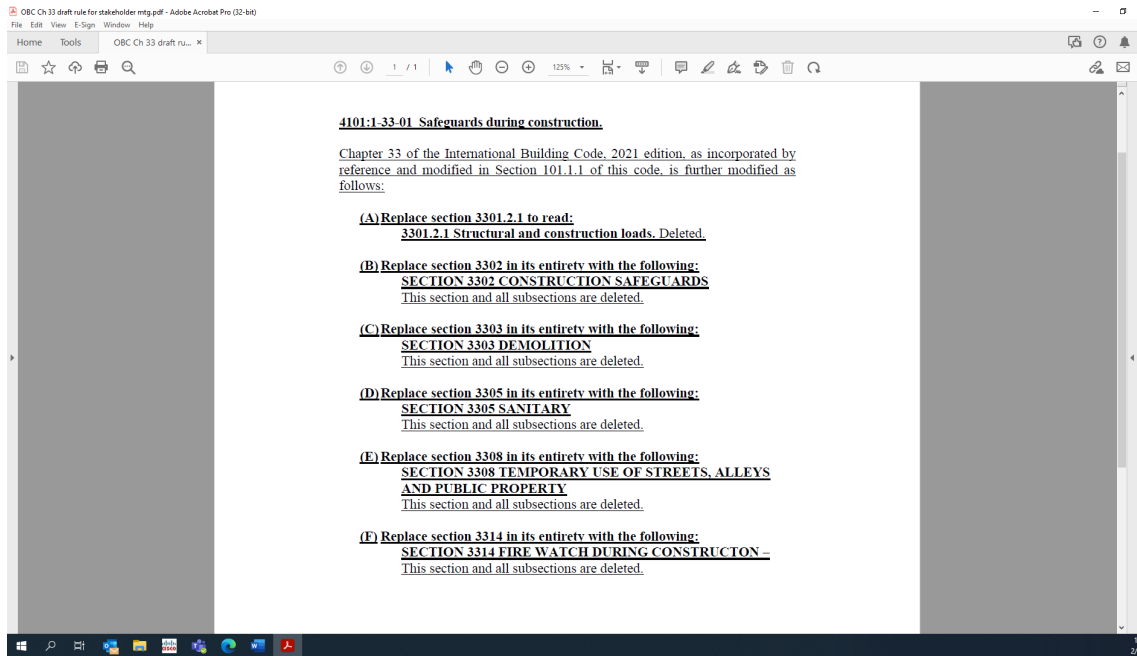 OBC Ch 33 draft rule for stakeholder mtg.pdf - Adobe Acrobat Pro (32-bit)
File Edit View E-Sign Window Help
Home Tools OBC Ch 33 draft ru... ×
1 / 1 125%
4101:1-33-01 Safeguards during construction.
Chapter 33 of the International Building Code, 2021 edition, as incorporated by
reference and modified in Section 101.1.1 of this code, is further modified as
follows:
(A) Replace section 3301.2.1 to read:
3301.2.1 Structural and construction loads. Deleted.
(B) Replace section 3302 in its entirety with the following:
SECTION 3302 CONSTRUCTION SAFEGUARDS
This section and all subsections are deleted.
(C) Replace section 3303 in its entirety with the following:
SECTION 3303 DEMOLITION
This section and all subsections are deleted.
(D) Replace section 3305 in its entirety with the following:
SECTION 3305 SANITARY
This section and all subsections are deleted.
(E) Replace section 3308 in its entirety with the following:
SECTION 3308 TEMPORARY USE OF STREETS, ALLEYS
AND PUBLIC PROPERTY
This section and all subsections are deleted.
(F) Replace section 3314 in its entirety with the following:
SECTION 3314 FIRE WATCH DURING CONSTRUCTON –
This section and all subsections are deleted.